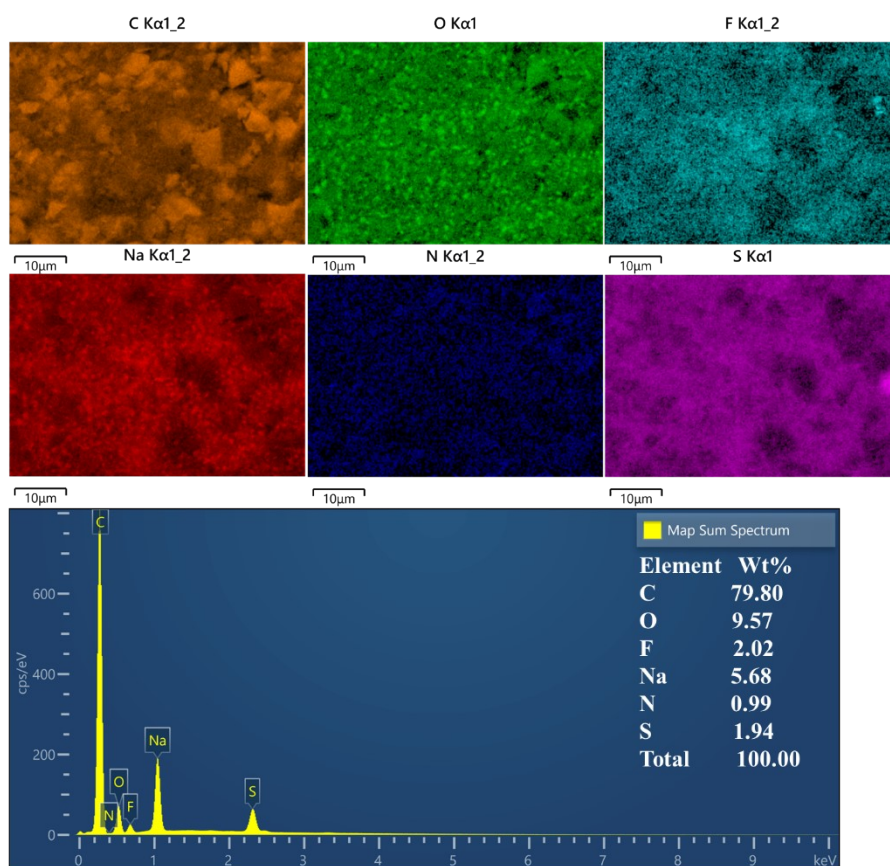 C Kα1_2 O Kα1 F Kα1_2
10μm 10μm 10μm
Na Kα1_2 N Kα1_2 S Kα1
10μm 10μm 10μm
Map Sum Spectrum
Element Wt%
C 79.80
O 9.57
F 2.02
Na 5.68
N 0.99
S 1.94
Total 100.00
C
600
cps/eV
400
200
Na
O
F
N
S
0
0 1 2 3 4 5 6 7 8 9 keV